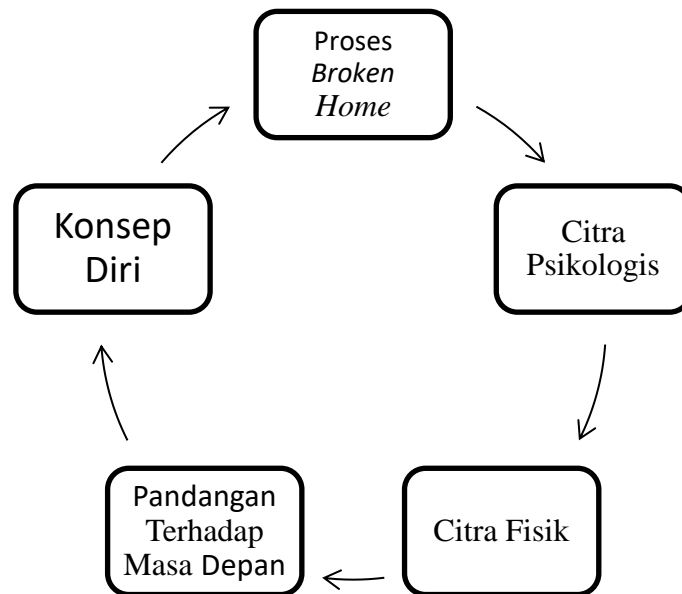 Proses
Broken
Home
Citra
Psikologis
Citra Fisik
Pandangan
Terhadap
Masa Depan
Konsep
Diri